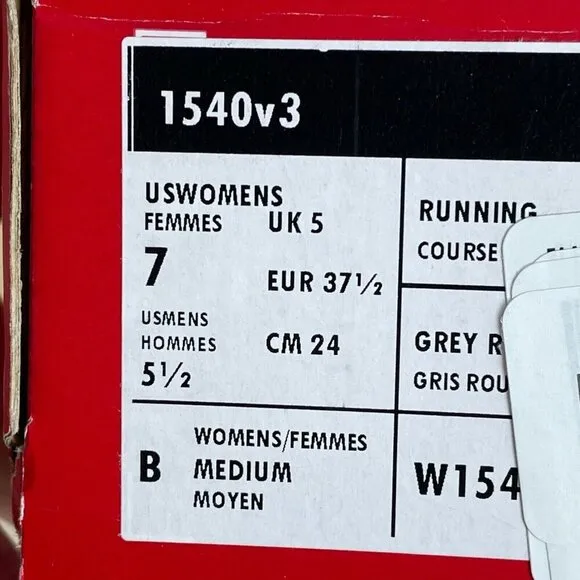 1540v3
USWOMENS
FEMMES
7
UK 5
EUR 37½
USMENS
HOMMES
5½
CM 24
RUNNING
COURSE
GREY
GRIS
B
WOMENS/FEMMES
MEDIUM
MOYEN
W154